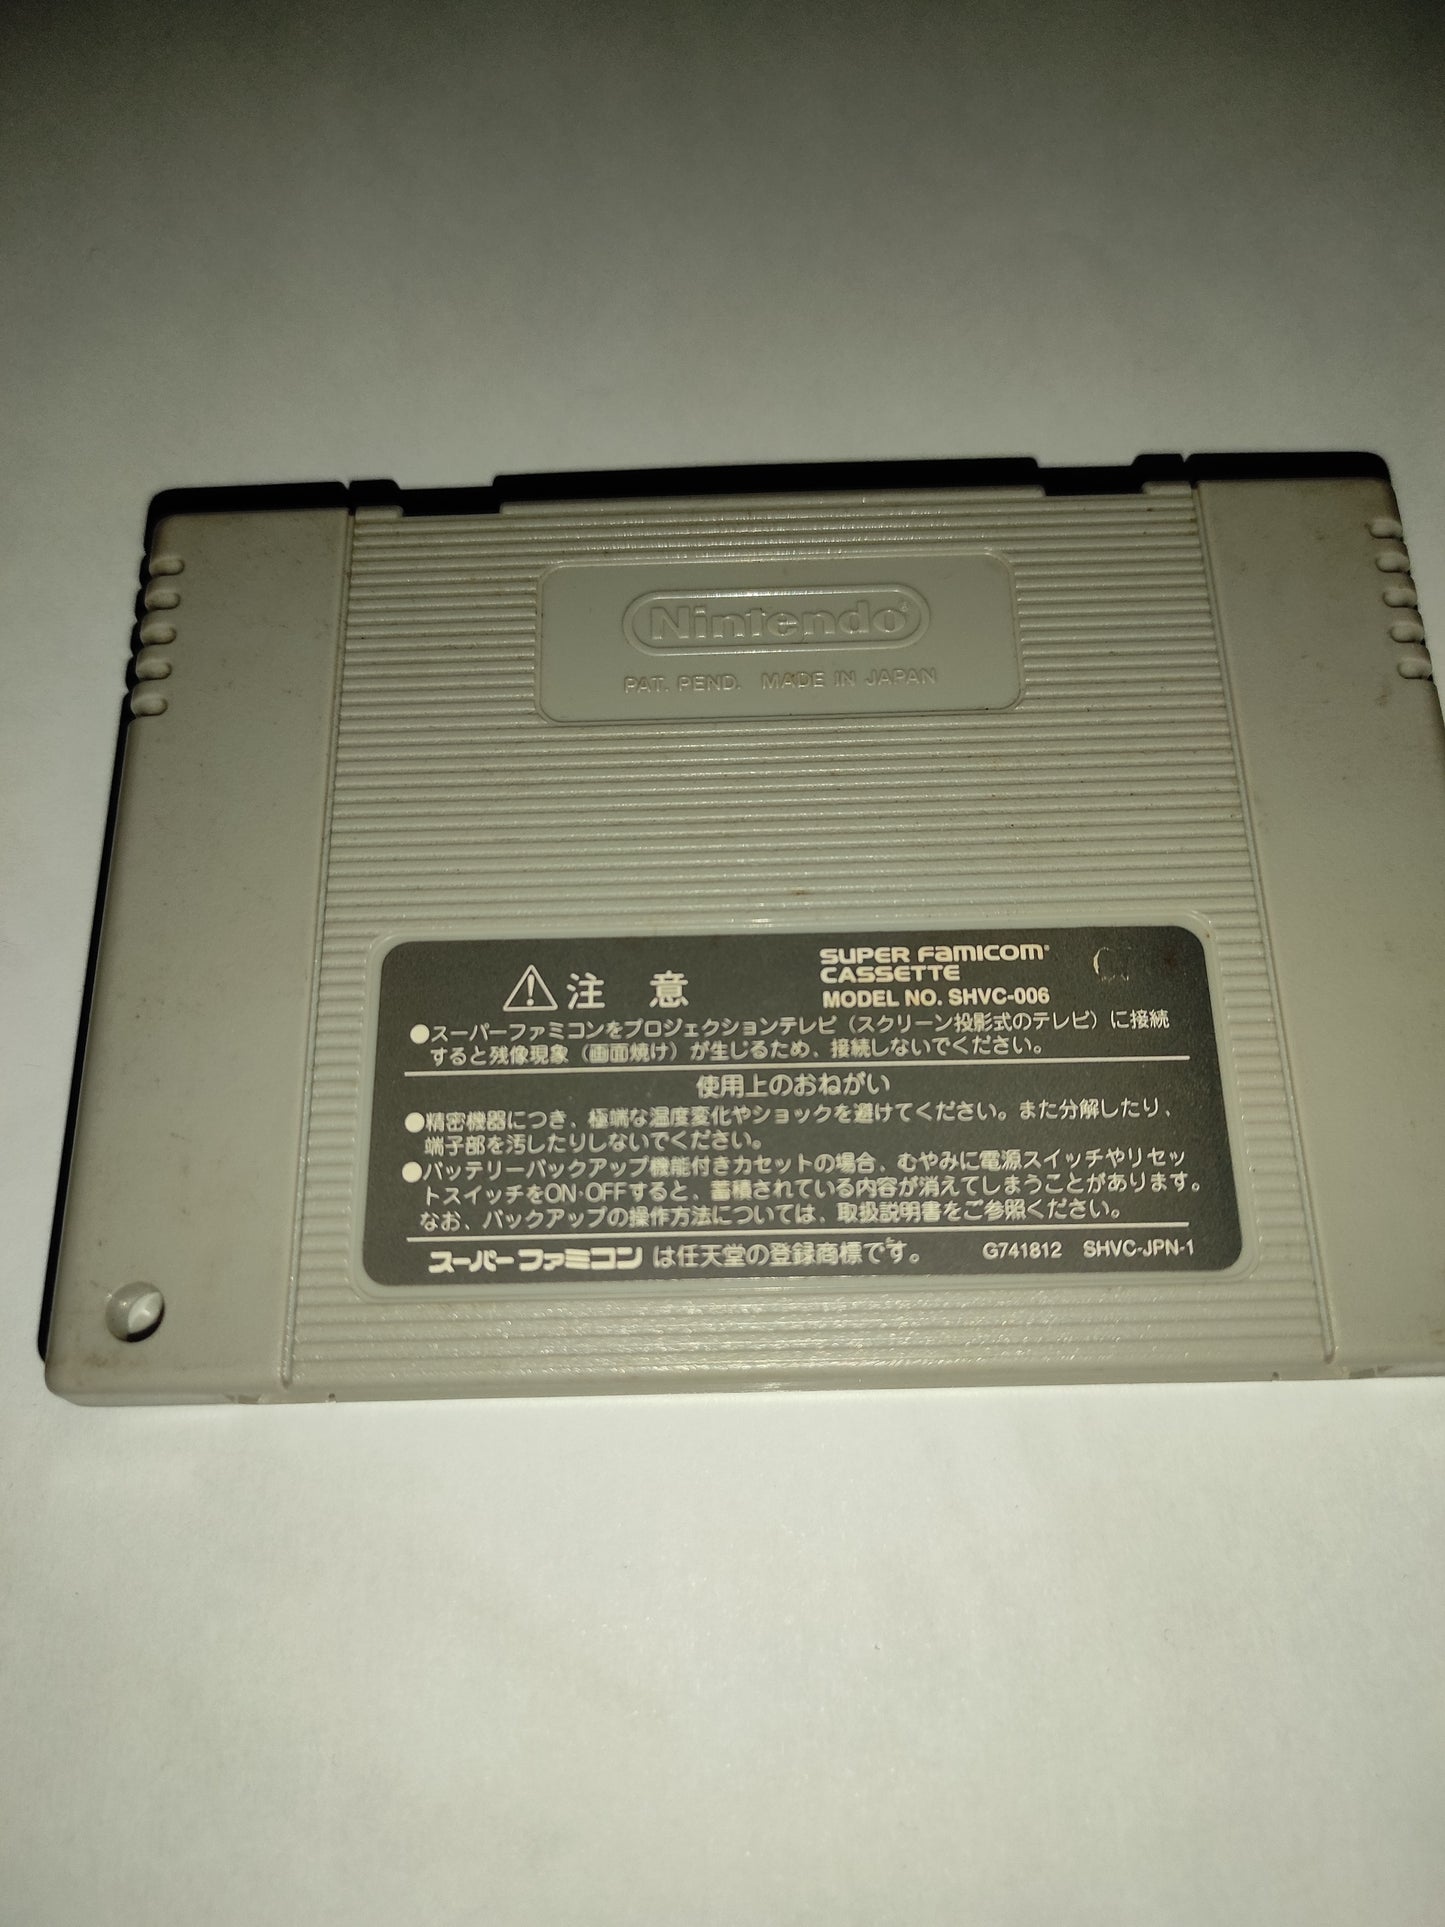 Nintendo
PAT. PEND. MADE IN JAPAN
SUPER FAMICOM
CASSETTE
MODEL NO. SHVC-006
⚠注 意
●スーパーファミコンをプロジェクションテレビ（スクリーン投影式のテレビ）に接続
すると残像現象（画面焼け）が生じるため、接続しないでください。
使用上のおねがい
●精密機器につき、極端な温度変化やショックを避けてください。また分解したり、
端子部を汚したりしないでください。
●バッテリーバックアップ機能付きカセットの場合、むやみに電源スイッチやリセッ
トスイッチをON・OFFすると、蓄積されている内容が消えてしまうことがあります。
なお、バックアップの操作方法については、取扱説明書をご参照ください。
スーパーファミコンは任天堂の登録商標です。 G741812 SHVC-JPN-1